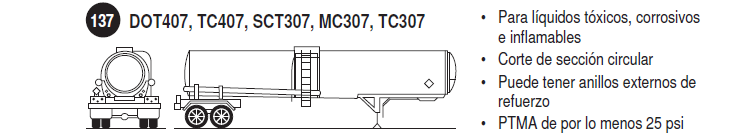 137 DOT407, TC407, SCT307, MC307, TC307
• Para líquidos tóxicos, corrosivos
e inflamables
• Corte de sección circular
• Puede tener anillos externos de
refuerzo
• PTMA de por lo menos 25 psi